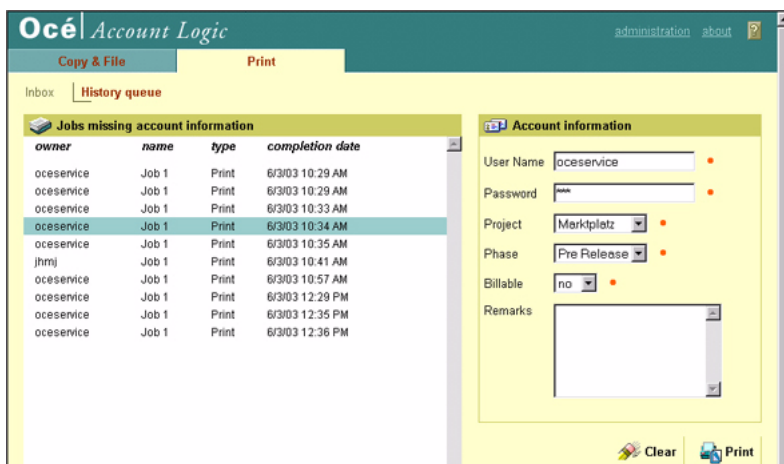 Océ Account Logic
administration about ?
Copy & File Print
Inbox History queue
Jobs missing account information
owner name type completion date
oceservice Job 1 Print 6/3/03 10:29 AM
oceservice Job 1 Print 6/3/03 10:29 AM
oceservice Job 1 Print 6/3/03 10:33 AM
oceservice Job 1 Print 6/3/03 10:34 AM
oceservice Job 1 Print 6/3/03 10:35 AM
jhmj Job 1 Print 6/3/03 10:41 AM
oceservice Job 1 Print 6/3/03 10:57 AM
oceservice Job 1 Print 6/3/03 12:29 PM
oceservice Job 1 Print 6/3/03 12:35 PM
oceservice Job 1 Print 6/3/03 12:36 PM
Account information
User Name oceservice
Password ***
Project Marktplatz
Phase Pre Release
Billable no
Remarks
Clear Print